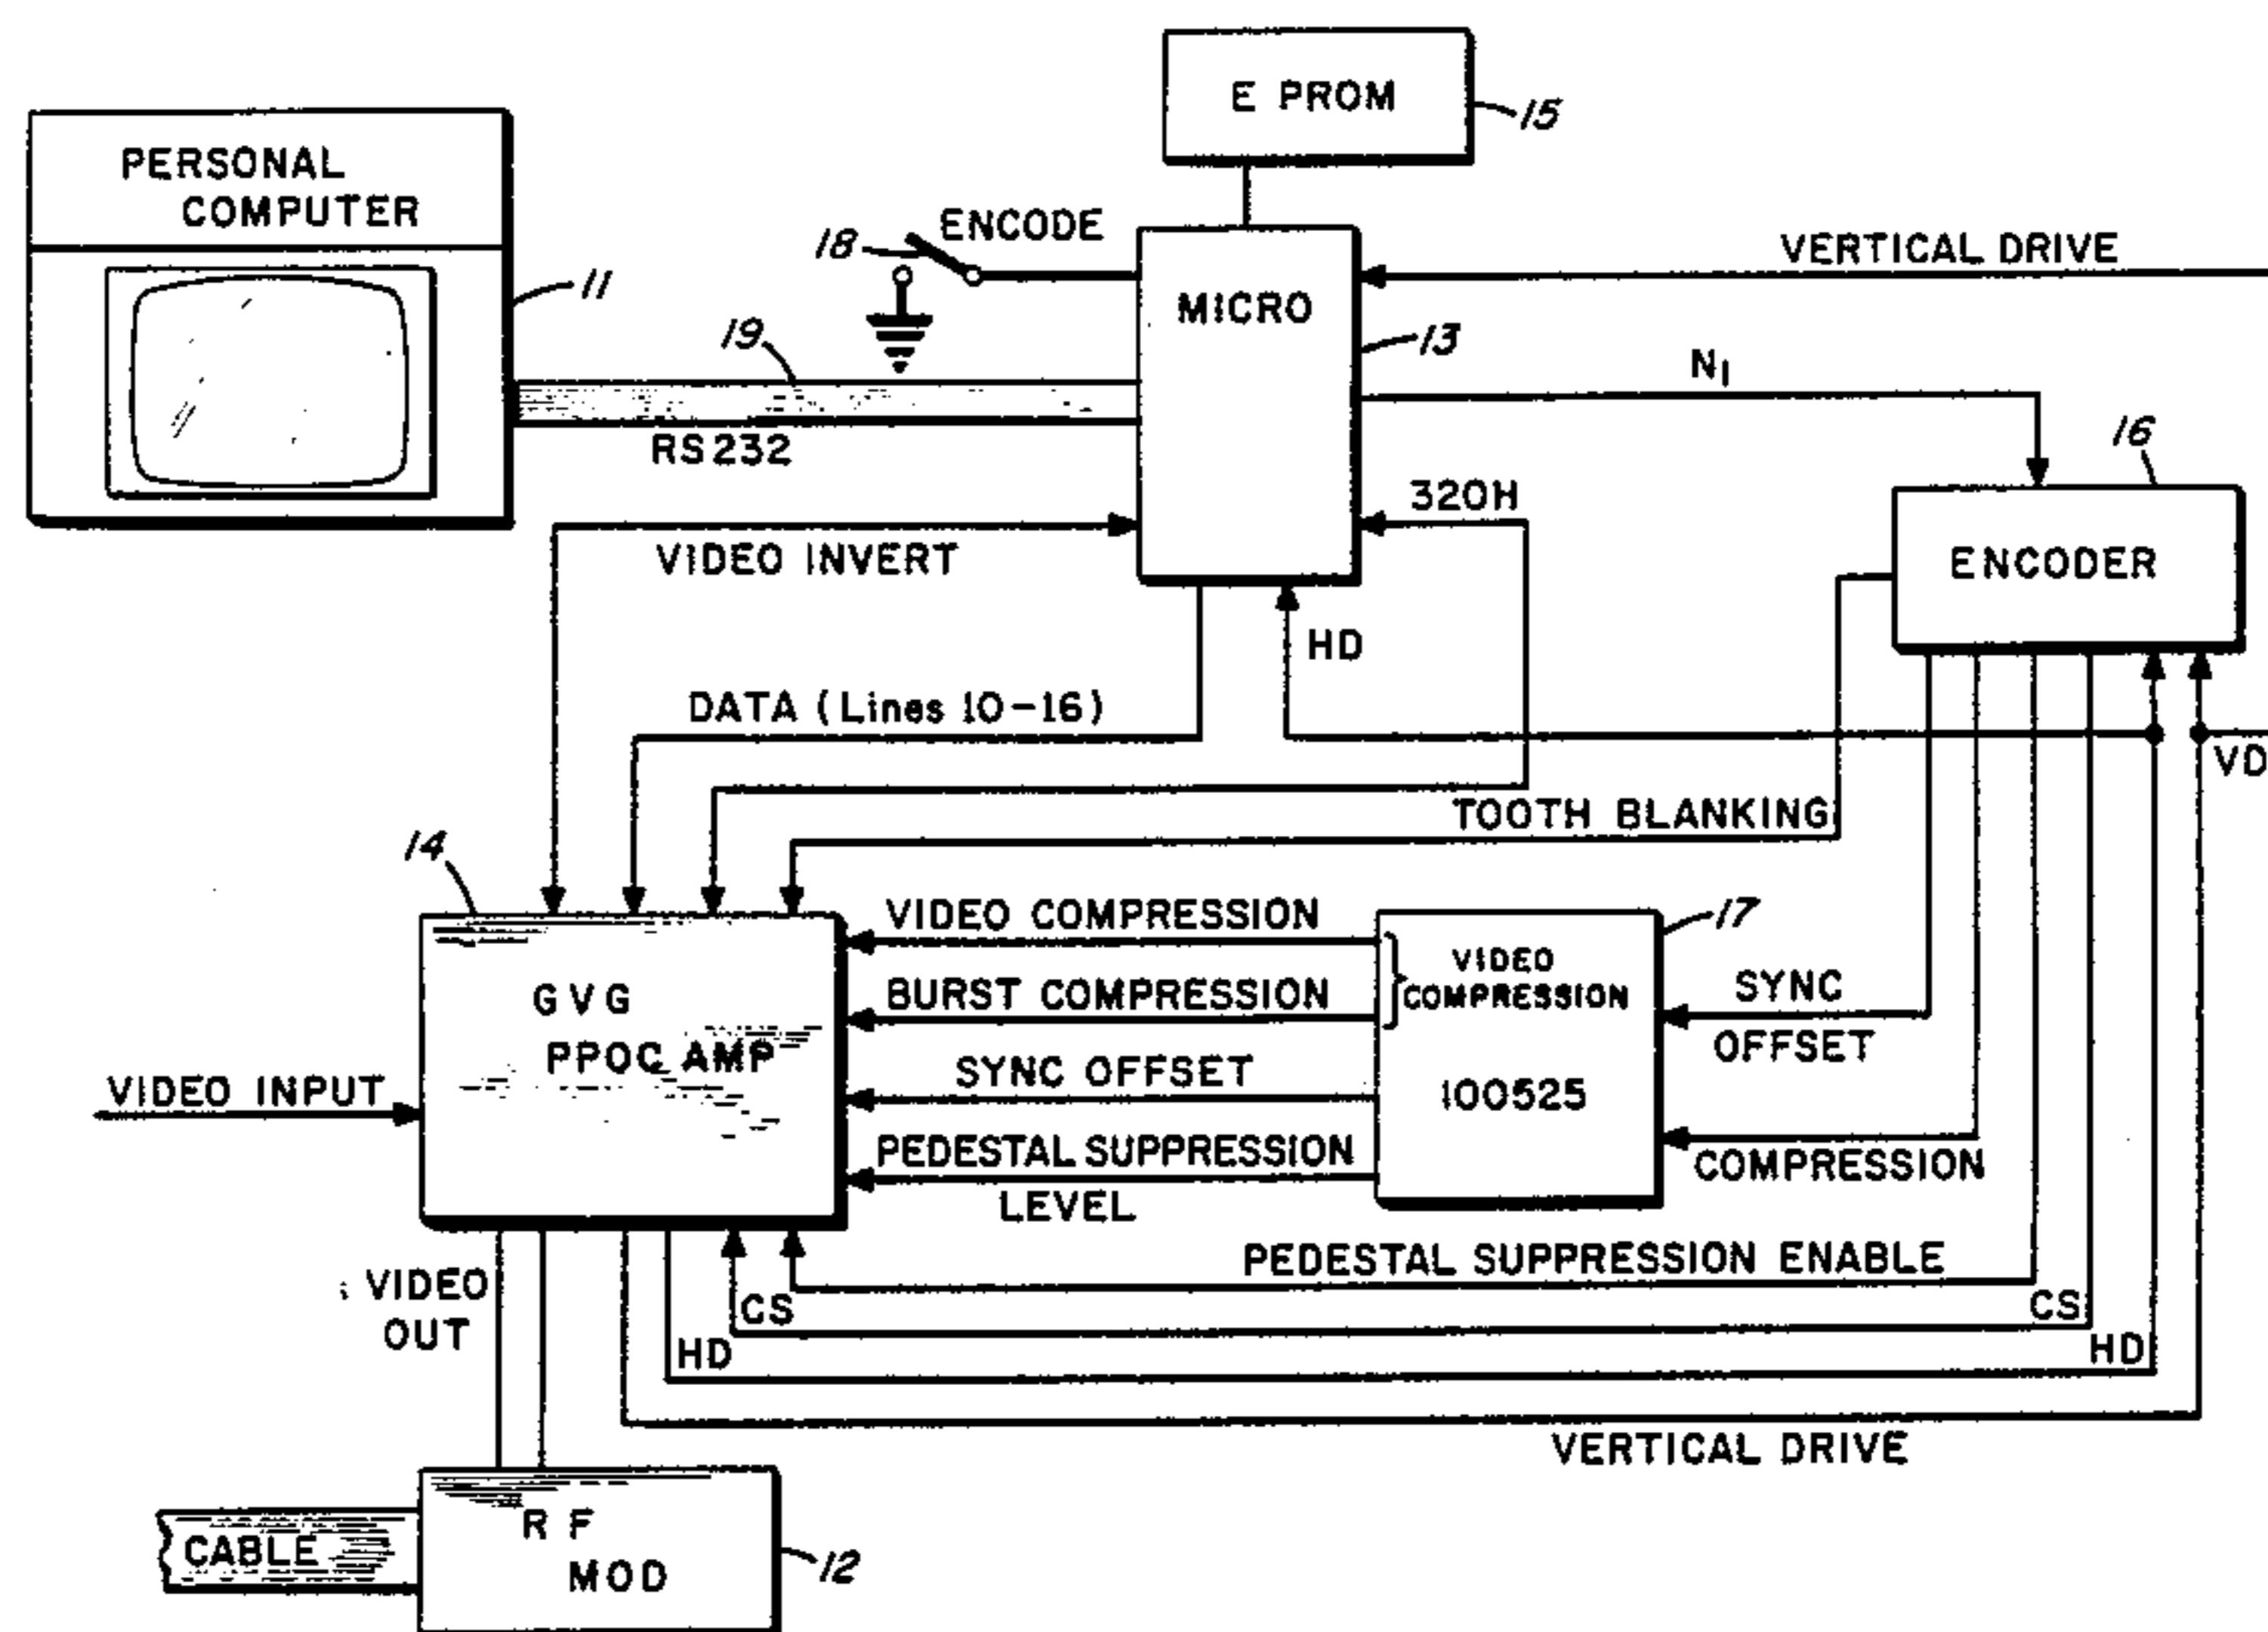 E PROM
15
PERSONAL
COMPUTER
11
18
ENCODE
MICRO
13
VERTICAL DRIVE
19
RS232
N1
16
320H
VIDEO INVERT
ENCODER
HD
DATA (Lines 10-16)
VD
TOOTH BLANKING
14
VIDEO COMPRESSION
17
VIDEO
COMPRESSION
BURST COMPRESSION
SYNC
OFFSET
GVG
PPOC AMP
SYNC OFFSET
100525
VIDEO INPUT
PEDESTAL SUPPRESSION
LEVEL
COMPRESSION
PEDESTAL SUPPRESSION ENABLE
VIDEO
OUT
CS
CS
HD
HD
VERTICAL DRIVE
RF
MOD
CABLE
12